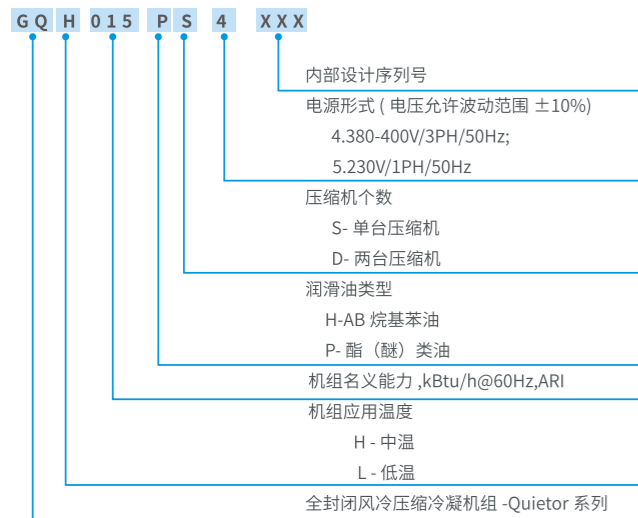 GQ H 015 P S 4 XXX
内部设计序列号
电源形式 ( 电压允许波动范围 ±10%)
4.380-400V/3PH/50Hz;
5.230V/1PH/50Hz
压缩机个数
S- 单台压缩机
D- 两台压缩机
润滑油类型
H-AB 烷基苯油
P- 酯（醚）类油
机组名义能力 ,kBtu/h@60Hz,ARI
机组应用温度
H - 中温
L - 低温
全封闭风冷压缩冷凝机组 -Quietor 系列